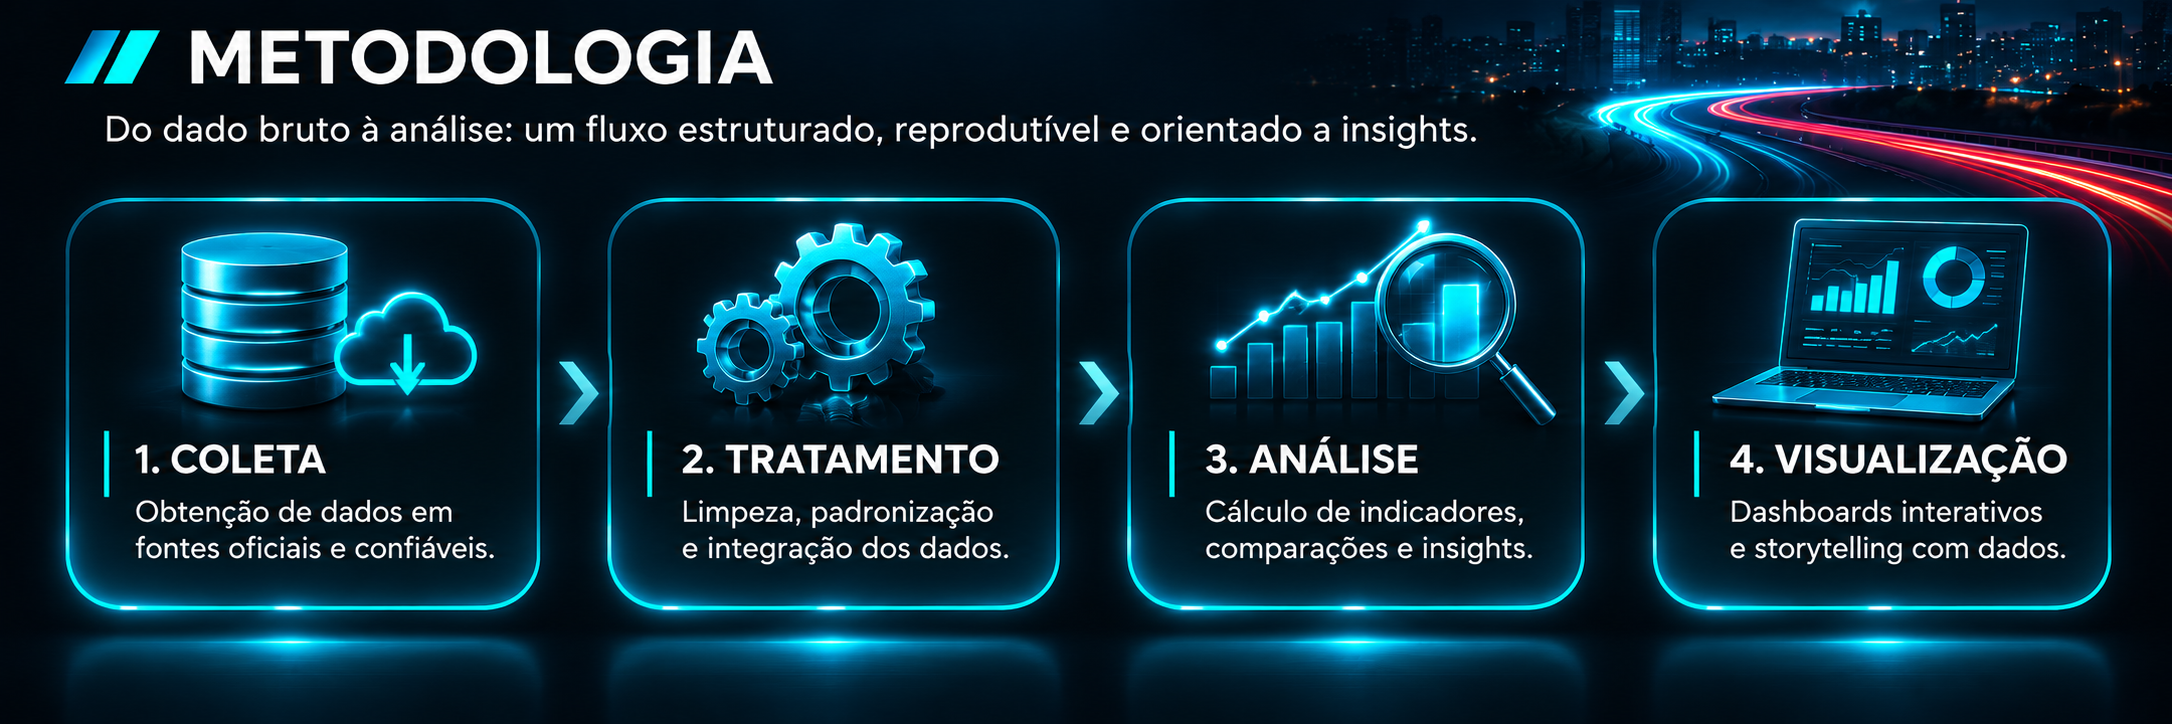 METODOLOGIA
Do dado bruto à análise: um fluxo estruturado, reprodutível e orientado a insights.
1. COLETA
Obtenção de dados em
fontes oficiais e confiáveis.
2. TRATAMENTO
Limpeza, padronização
e integração dos dados.
3. ANÁLISE
Cálculo de indicadores,
comparações e insights.
4. VISUALIZAÇÃO
Dashboards interativos
e storytelling com dados.